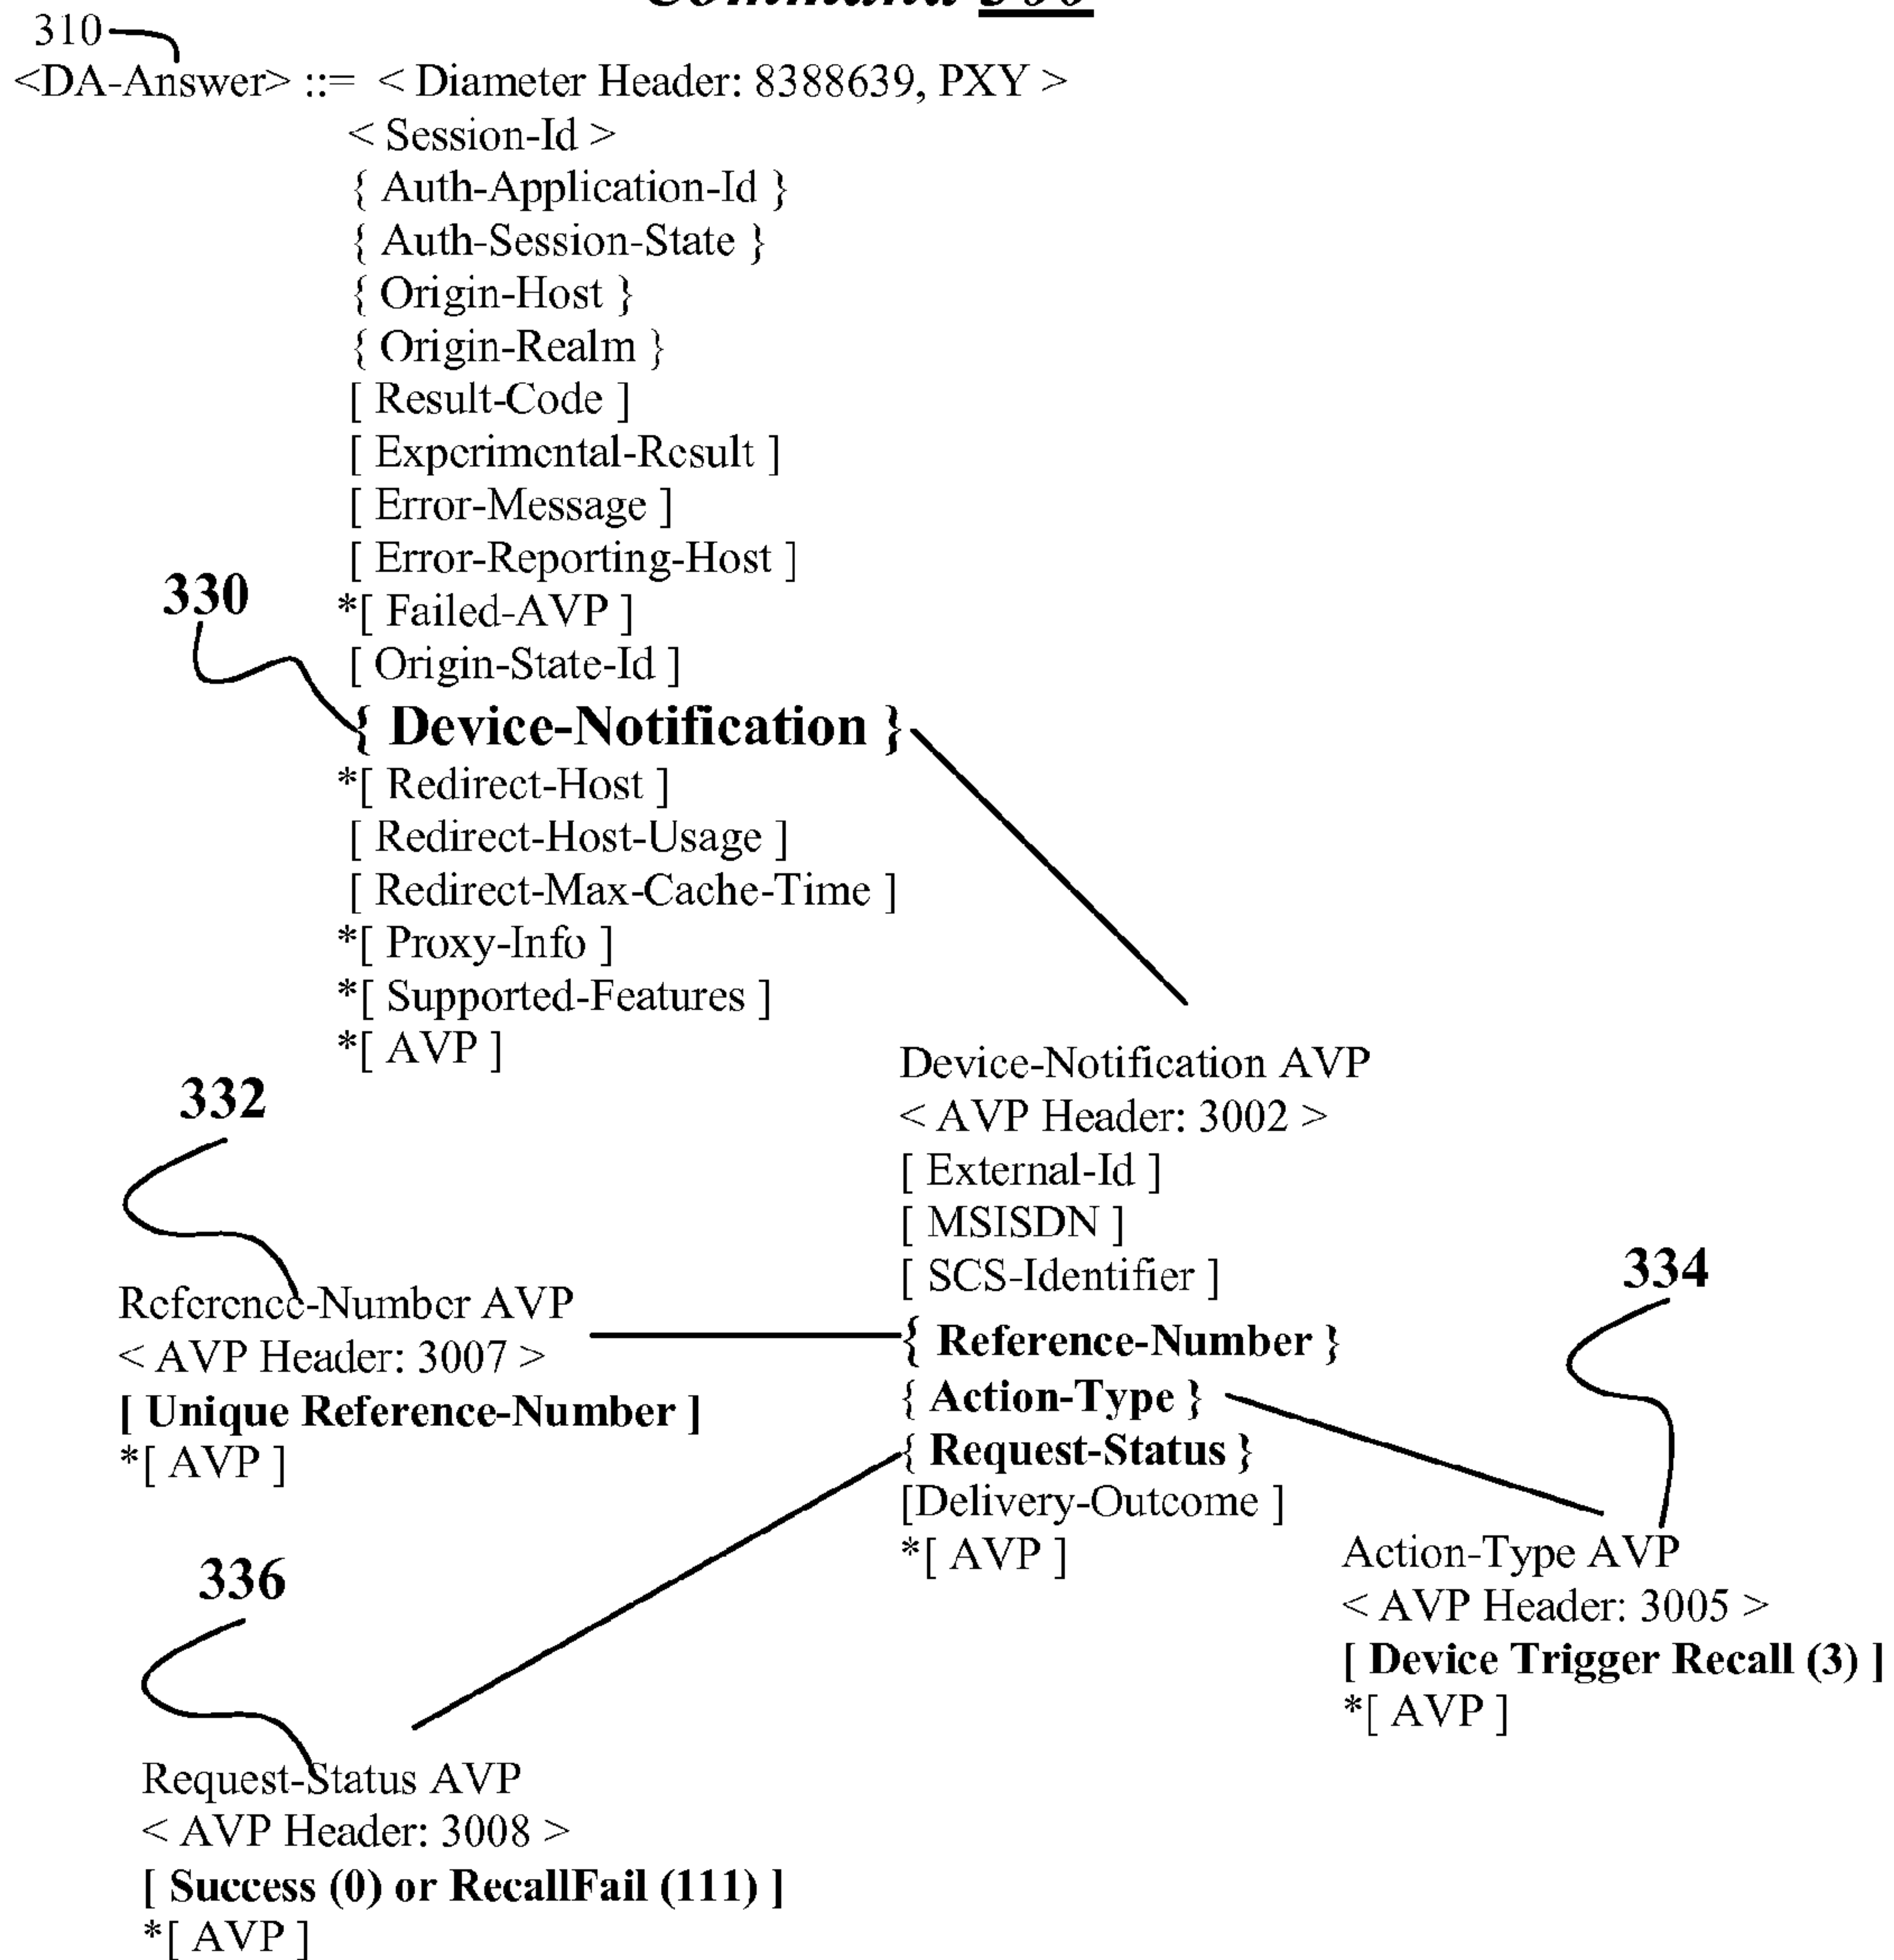 Command 300
310
<DA-Answer> ::= < Diameter Header: 8388639, PXY >
< Session-Id >
{ Auth-Application-Id }
{ Auth-Session-State }
{ Origin-Host }
{ Origin-Realm }
[ Result-Code ]
[ Experimental-Result ]
[ Error-Message ]
[ Error-Reporting-Host ]
330
*[ Failed-AVP ]
[ Origin-State-Id ]
{ Device-Notification }
*[ Redirect-Host ]
[ Redirect-Host-Usage ]
[ Redirect-Max-Cache-Time ]
*[ Proxy-Info ]
*[ Supported-Features ]
*[ AVP ]
Device-Notification AVP
< AVP Header: 3002 >
[ External-Id ]
[ MSISDN ]
[ SCS-Identifier ]
{ Reference-Number }
{ Action-Type }
{ Request-Status }
[Delivery-Outcome ]
*[ AVP ]
332
Reference-Number AVP
< AVP Header: 3007 >
[ Unique Reference-Number ]
*[ AVP ]
334
Action-Type AVP
< AVP Header: 3005 >
[ Device Trigger Recall (3) ]
*[ AVP ]
336
Request-Status AVP
< AVP Header: 3008 >
[ Success (0) or RecallFail (111) ]
*[ AVP ]